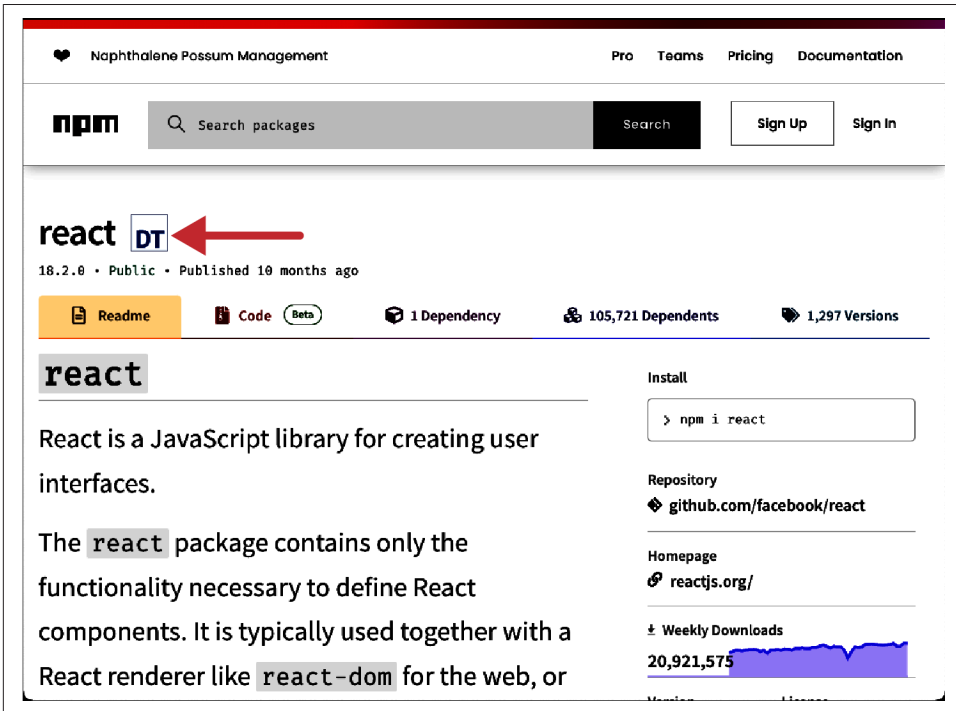 Naphthalene Possum Management
Pro Teams Pricing Documentation
npm Search packages Search Sign Up Sign In
react DT
18.2.0 • Public • Published 10 months ago
Readme Code Beta 1 Dependency 105,721 Dependents 1,297 Versions
react
React is a JavaScript library for creating user
interfaces.
The react package contains only the
functionality necessary to define React
components. It is typically used together with a
React renderer like react-dom for the web, or
Install
> npm i react
Repository
github.com/facebook/react
Homepage
reactjs.org/
Weekly Downloads
20,921,575